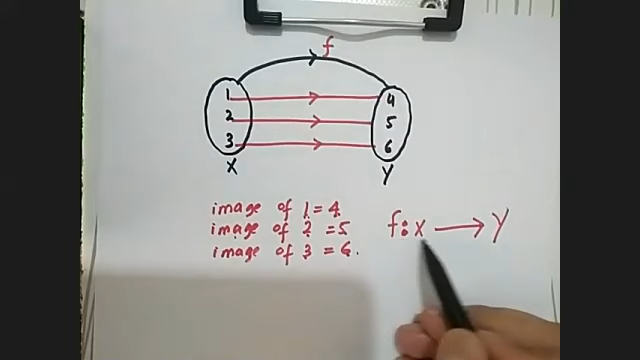 f
1 4
2 5
3 6
X Y
image of 1 = 4
image of 2 = 5
image of 3 = 6.
f : x → Y